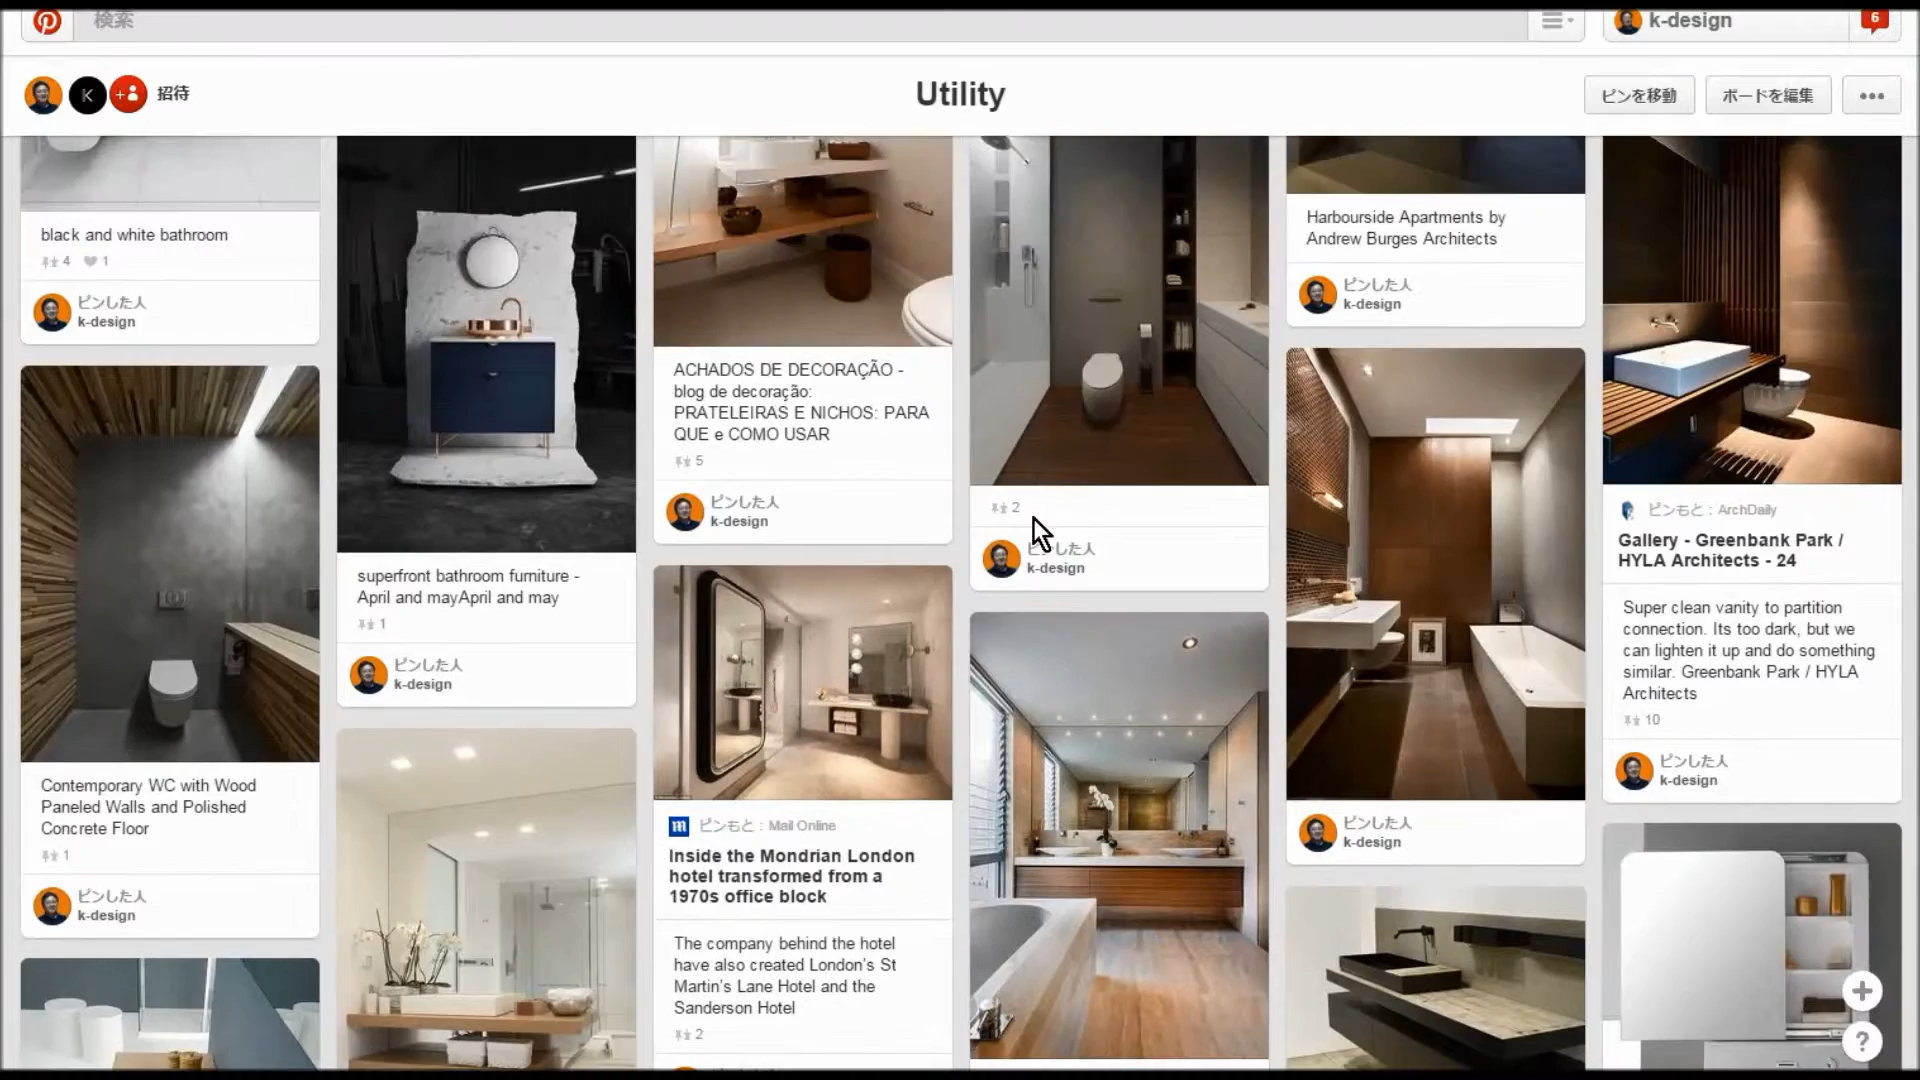 検索
k-design
6
K
招待
Utility
ピンを移動
ボードを編集
black and white bathroom
4
1
ピンした人
k-design
Contemporary WC with Wood
Paneled Walls and Polished
Concrete Floor
1
ピンした人
k-design
superfront bathroom furniture -
April and mayApril and may
1
ピンした人
k-design
ACHADOS DE DECORAÇÃO -
blog de decoração:
PRATELEIRAS E NICHOS: PARA
QUE e COMO USAR
5
ピンした人
k-design
m ピンもと : Mail Online
Inside the Mondrian London
hotel transformed from a
1970s office block
The company behind the hotel
have also created London's St
Martin's Lane Hotel and the
Sanderson Hotel
2
2
ピンした人
k-design
Harbourside Apartments by
Andrew Burges Architects
ピンした人
k-design
ピンした人
k-design
ピンもと : ArchDaily
Gallery - Greenbank Park /
HYLA Architects - 24
Super clean vanity to partition
connection. Its too dark, but we
can lighten it up and do something
similar. Greenbank Park / HYLA
Architects
10
ピンした人
k-design
?